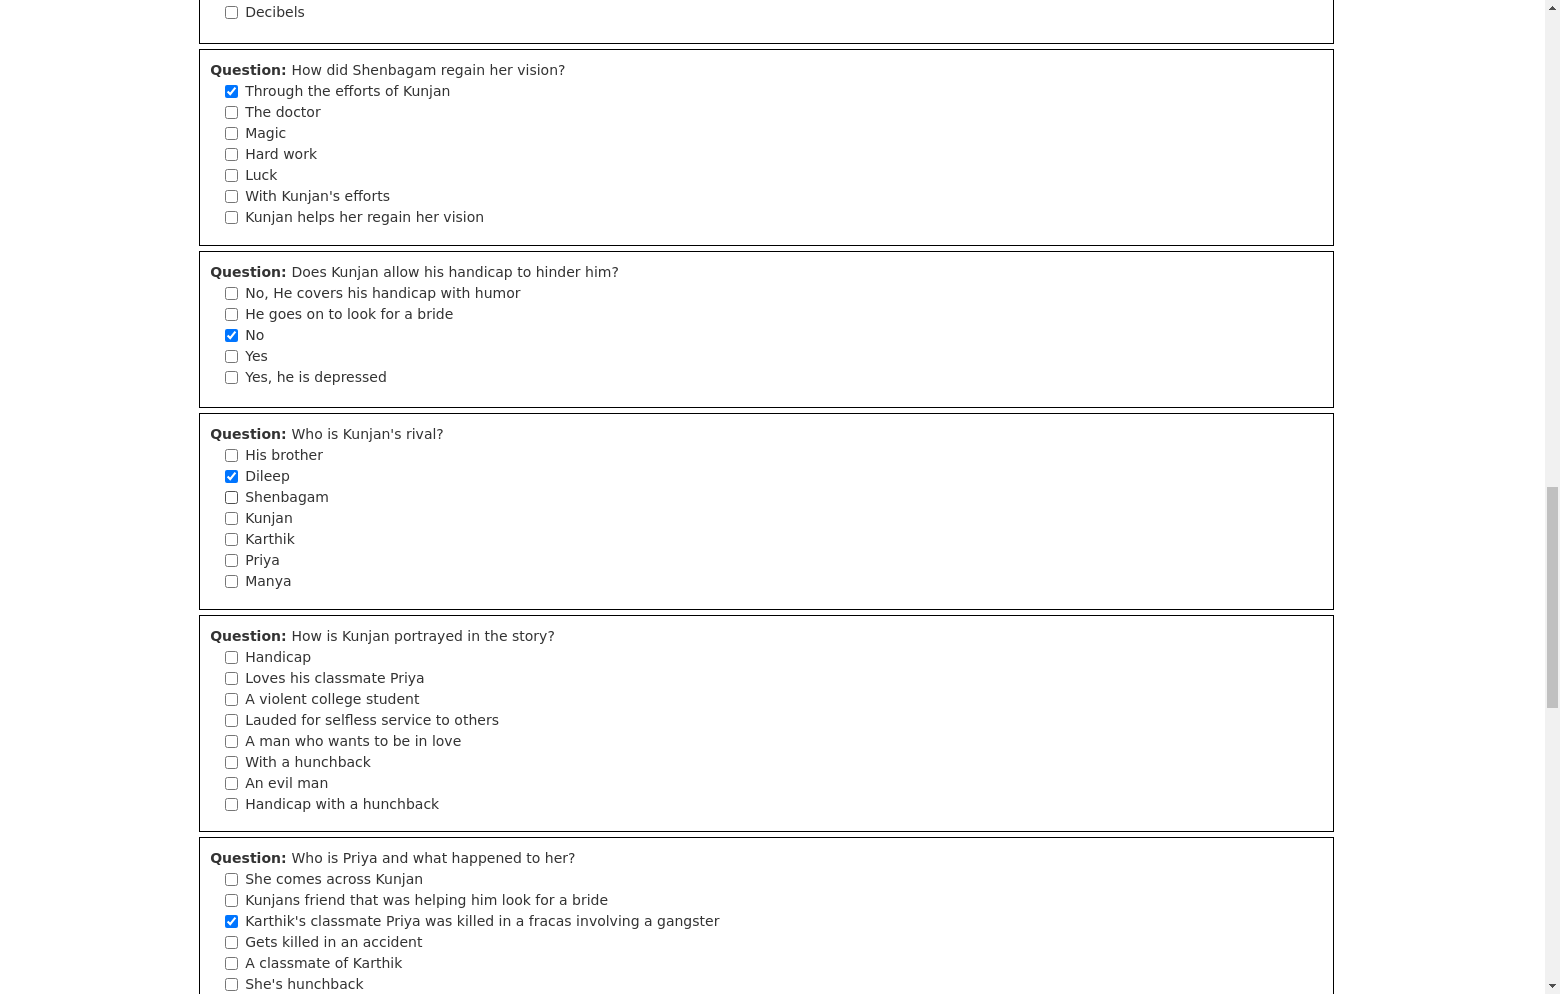 Decibels
Question: How did Shenbagam regain her vision?
Through the efforts of Kunjan
The doctor
Magic
Hard work
Luck
With Kunjan's efforts
Kunjan helps her regain her vision
Question: Does Kunjan allow his handicap to hinder him?
No, He covers his handicap with humor
He goes on to look for a bride
No
Yes
Yes, he is depressed
Question: Who is Kunjan's rival?
His brother
Dileep
Shenbagam
Kunjan
Karthik
Priya
Manya
Question: How is Kunjan portrayed in the story?
Handicap
Loves his classmate Priya
A violent college student
Lauded for selfless service to others
A man who wants to be in love
With a hunchback
An evil man
Handicap with a hunchback
Question: Who is Priya and what happened to her?
She comes across Kunjan
Kunjans friend that was helping him look for a bride
Karthik's classmate Priya was killed in a fracas involving a gangster
Gets killed in an accident
A classmate of Karthik
She's hunchback